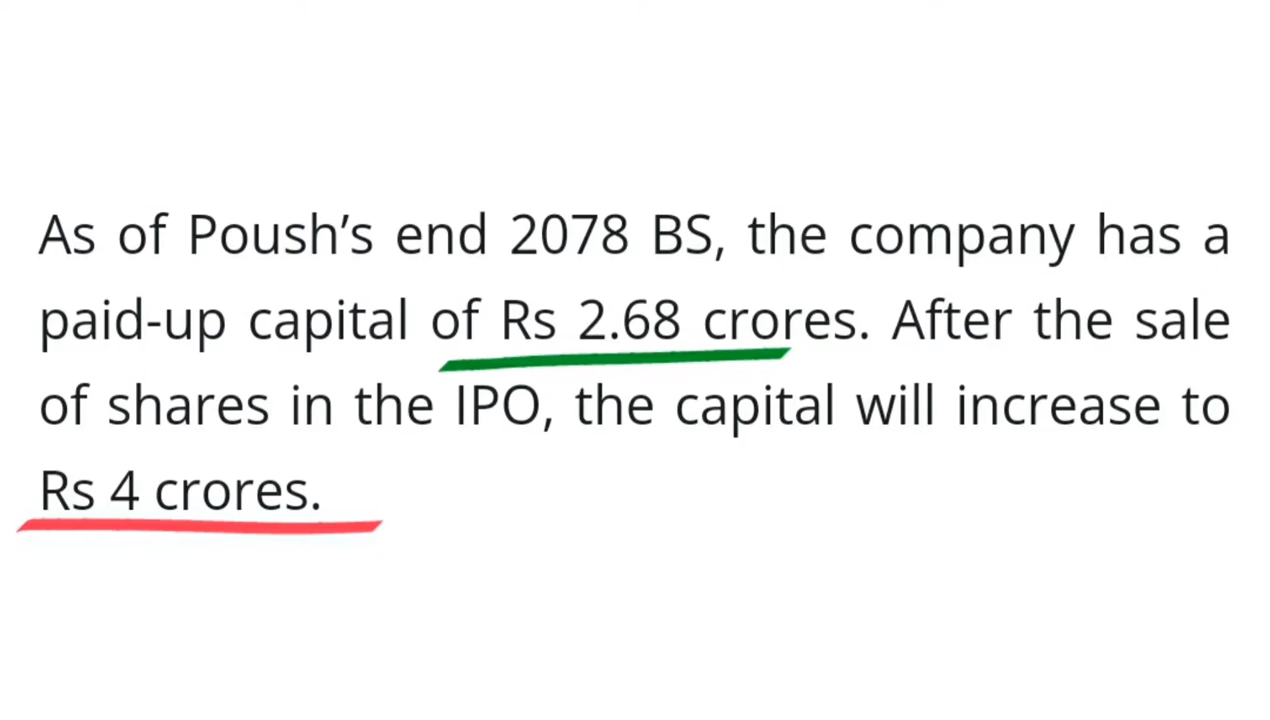 As of Poush’s end 2078 BS, the company has a
paid-up capital of Rs 2.68 crores. After the sale
of shares in the IPO, the capital will increase to
Rs 4 crores.